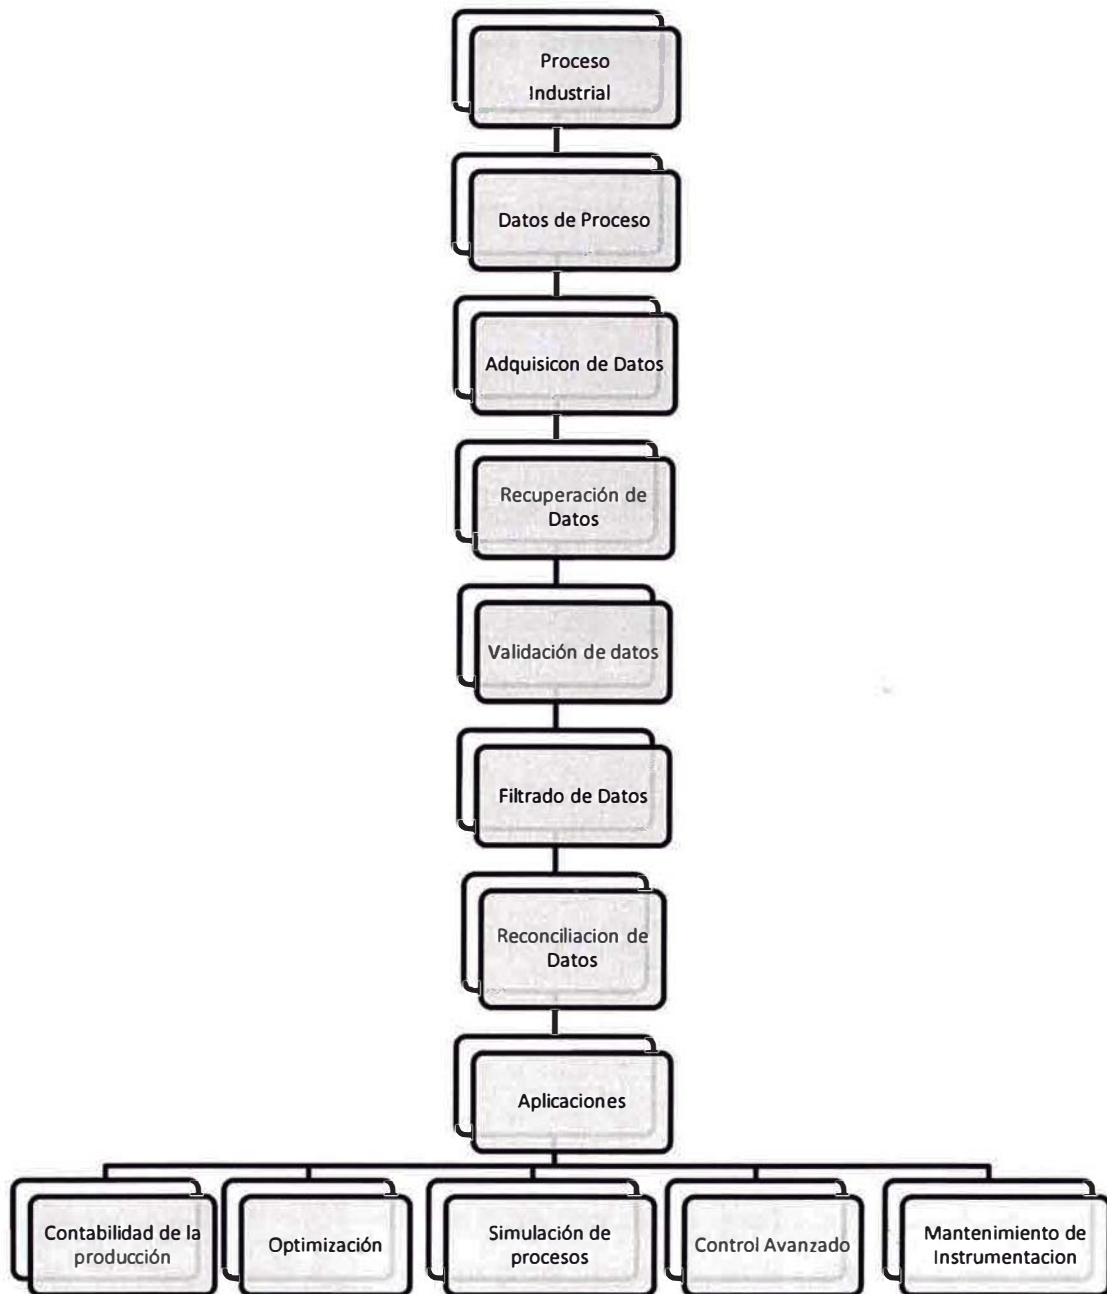 Proceso
Industrial
Datos de Proceso
Adquisicon de Datos
Recuperación de
Datos
Validación de datos
Filtrado de Datos
Reconciliacion de
Datos
Aplicaciones
Contabilidad de la
producción
Optimización
Simulación de
procesos
Control Avanzado
Mantenimiento de
Instrumentacion